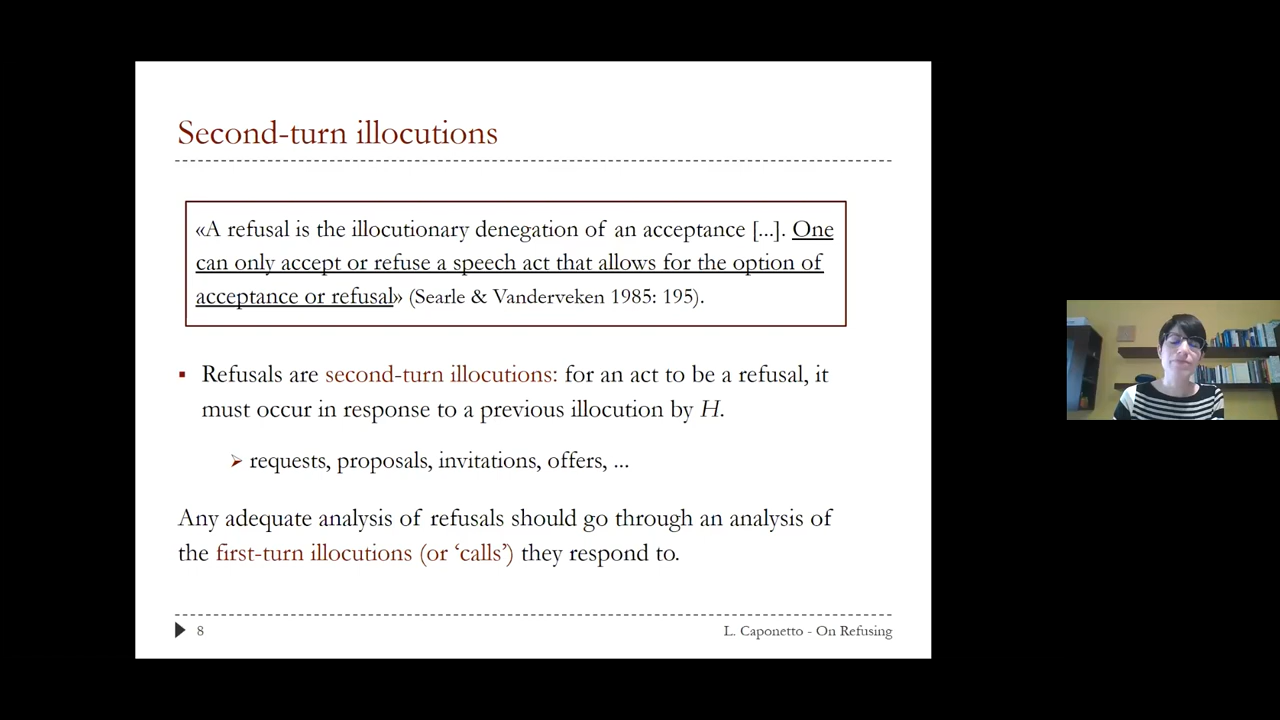 Second-turn illocutions
«A refusal is the illocutionary denegation of an acceptance [...]. One
can only accept or refuse a speech act that allows for the option of
acceptance or refusal» (Searle & Vanderveken 1985: 195).
▪ Refusals are second-turn illocutions: for an act to be a refusal, it
must occur in response to a previous illocution by H.
➢ requests, proposals, invitations, offers, ...
Any adequate analysis of refusals should go through an analysis of
the first-turn illocutions (or ‘calls’) they respond to.
8
L. Caponetto - On Refusing